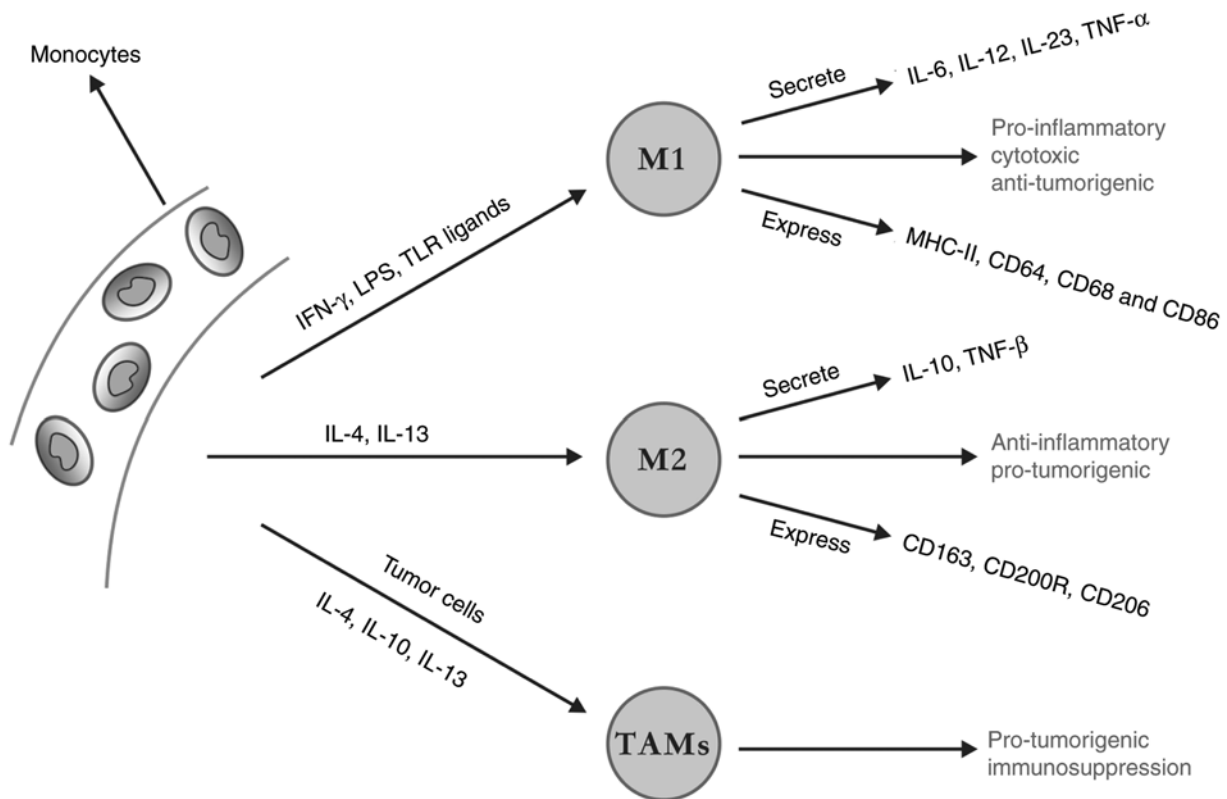 Monocytes
IFN-γ, LPS, TLR ligands
M1
Secrete
IL-6, IL-12, IL-23, TNF-α
Pro-inflammatory
cytotoxic
anti-tumorigenic
Express
MHC-II, CD64, CD68 and CD86
IL-4, IL-13
M2
Secrete
IL-10, TNF-β
Anti-inflammatory
pro-tumorigenic
Express
CD163, CD200R, CD206
Tumor cells
IL-4, IL-10, IL-13
TAMs
Pro-tumorigenic
immunosuppression